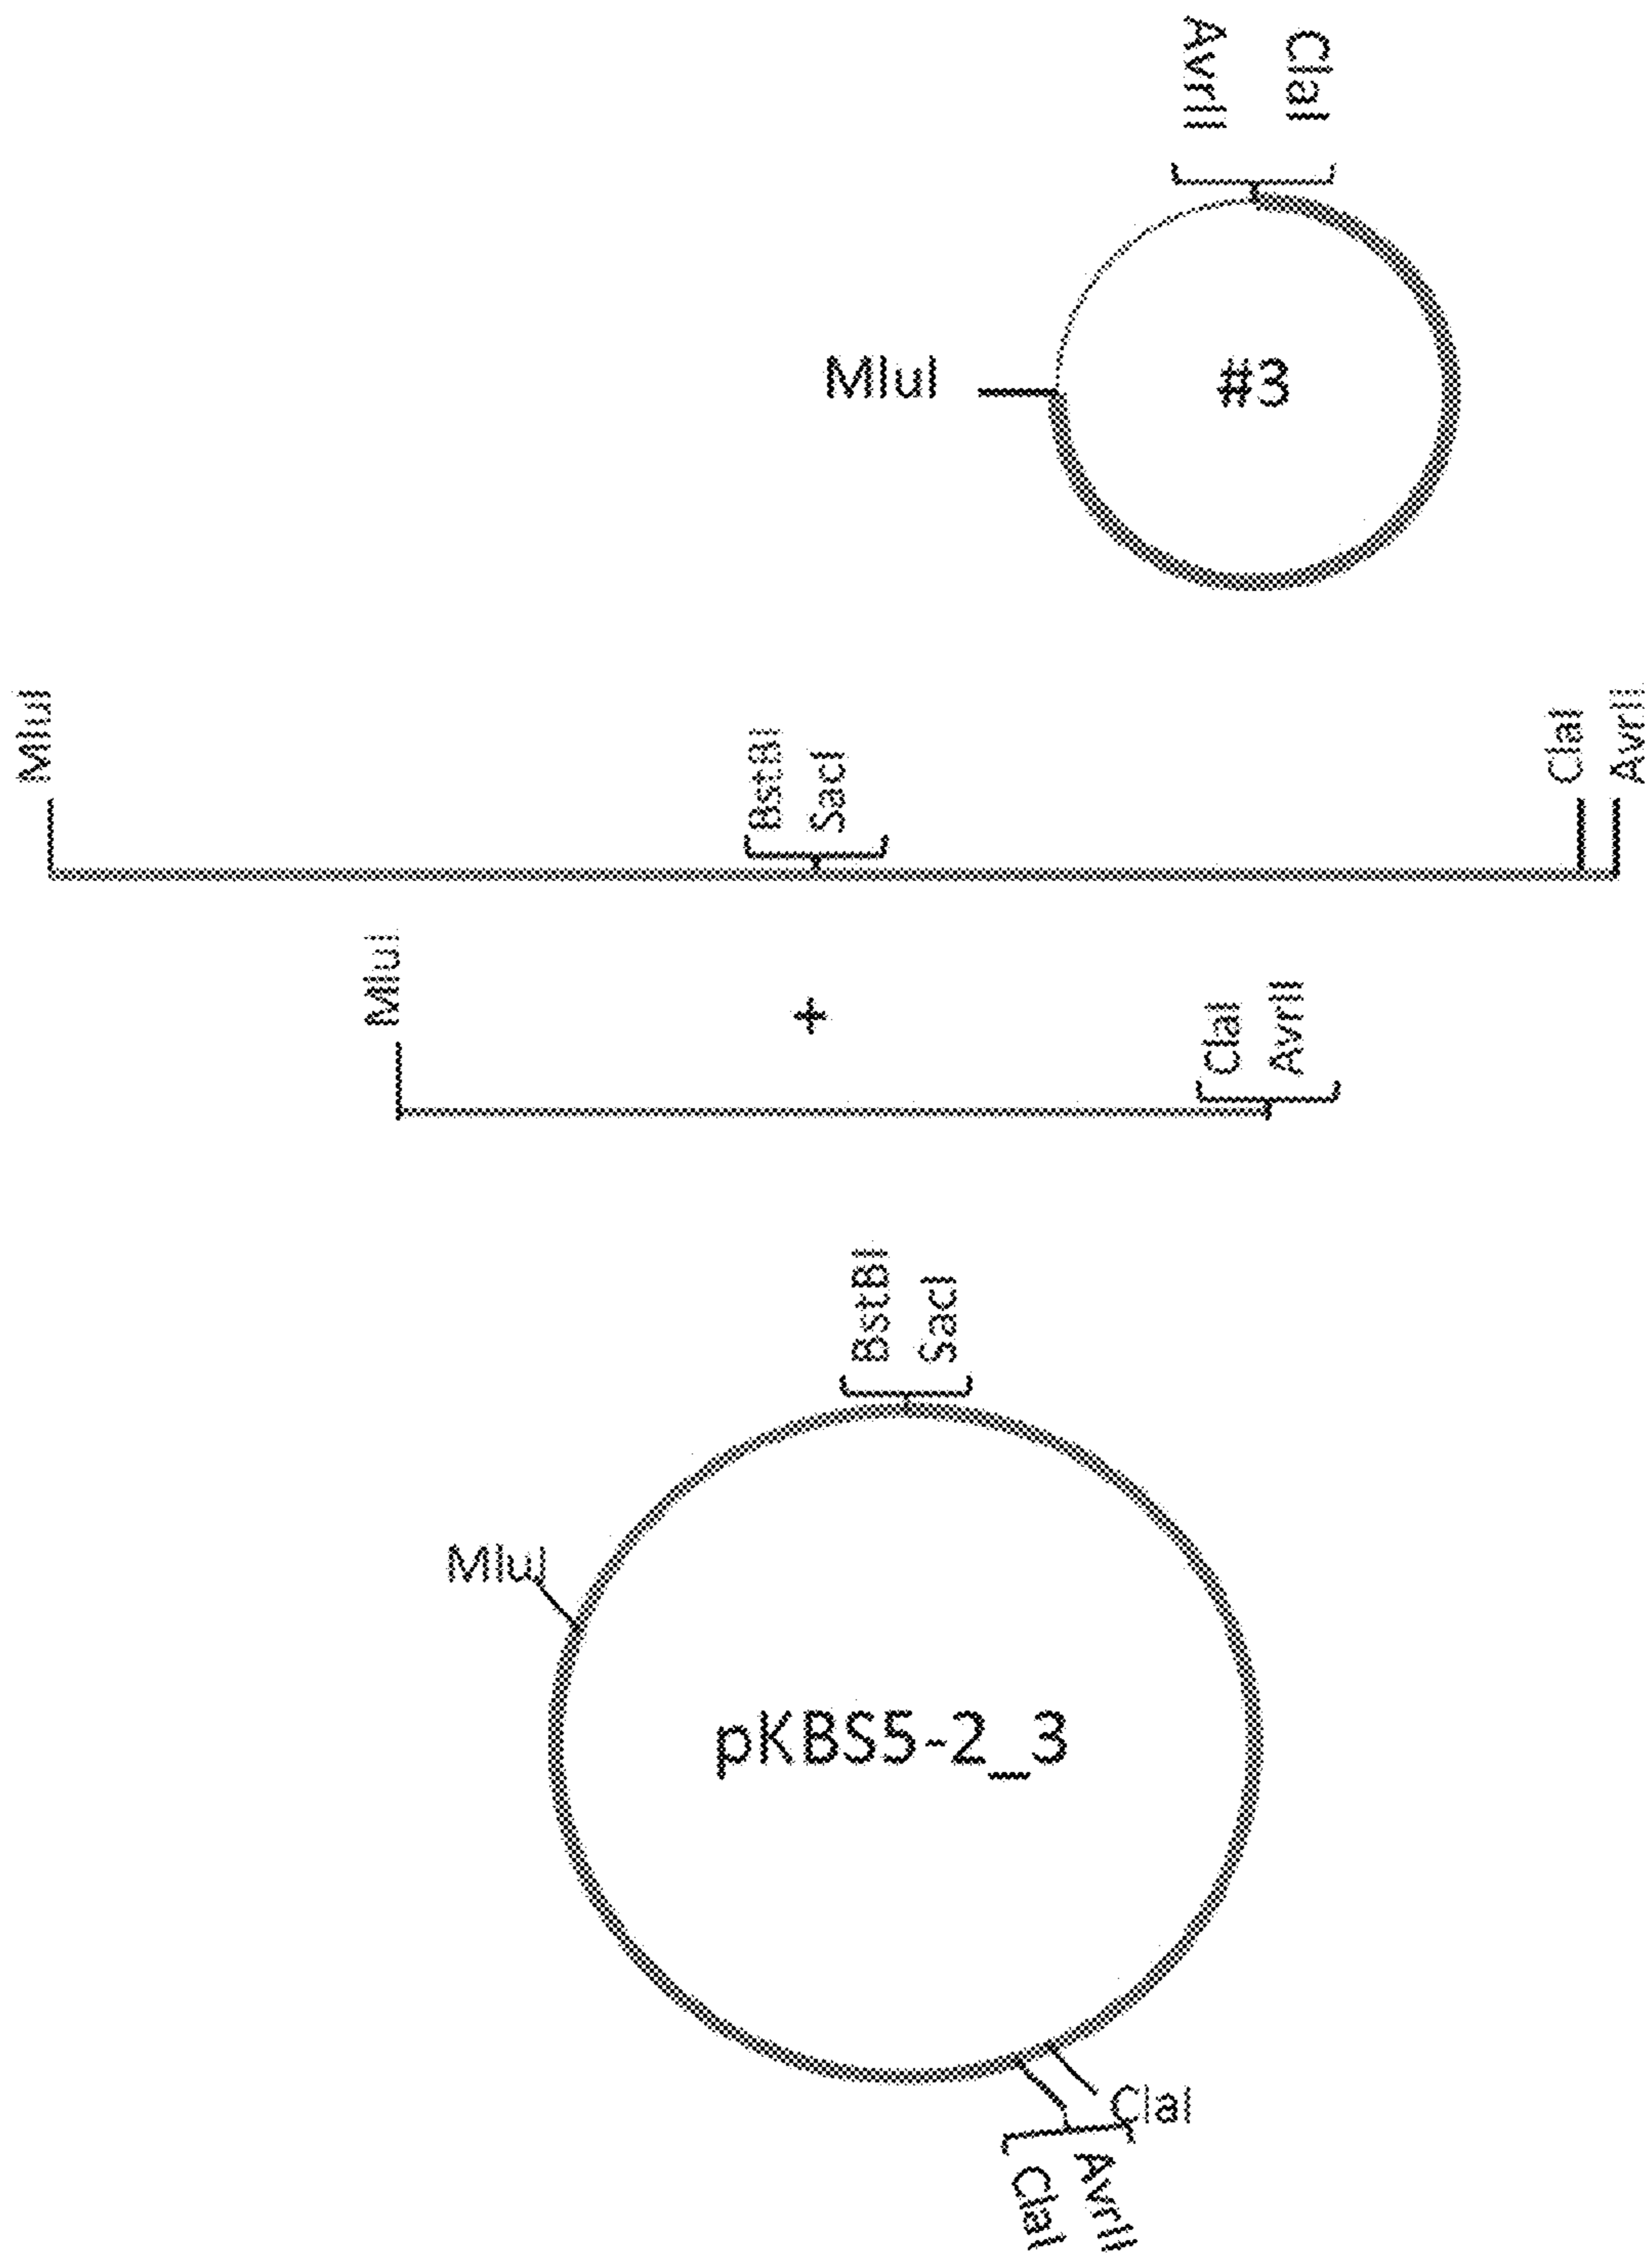 ClaI
AvrII
MluI
#3
MluI
BstBI
SacI
ClaI
AvrII
MluI
+
ClaI
AvrII
BstBI
SacI
MluI
pKBS5-2_3
ClaI
AvrII
ClaI